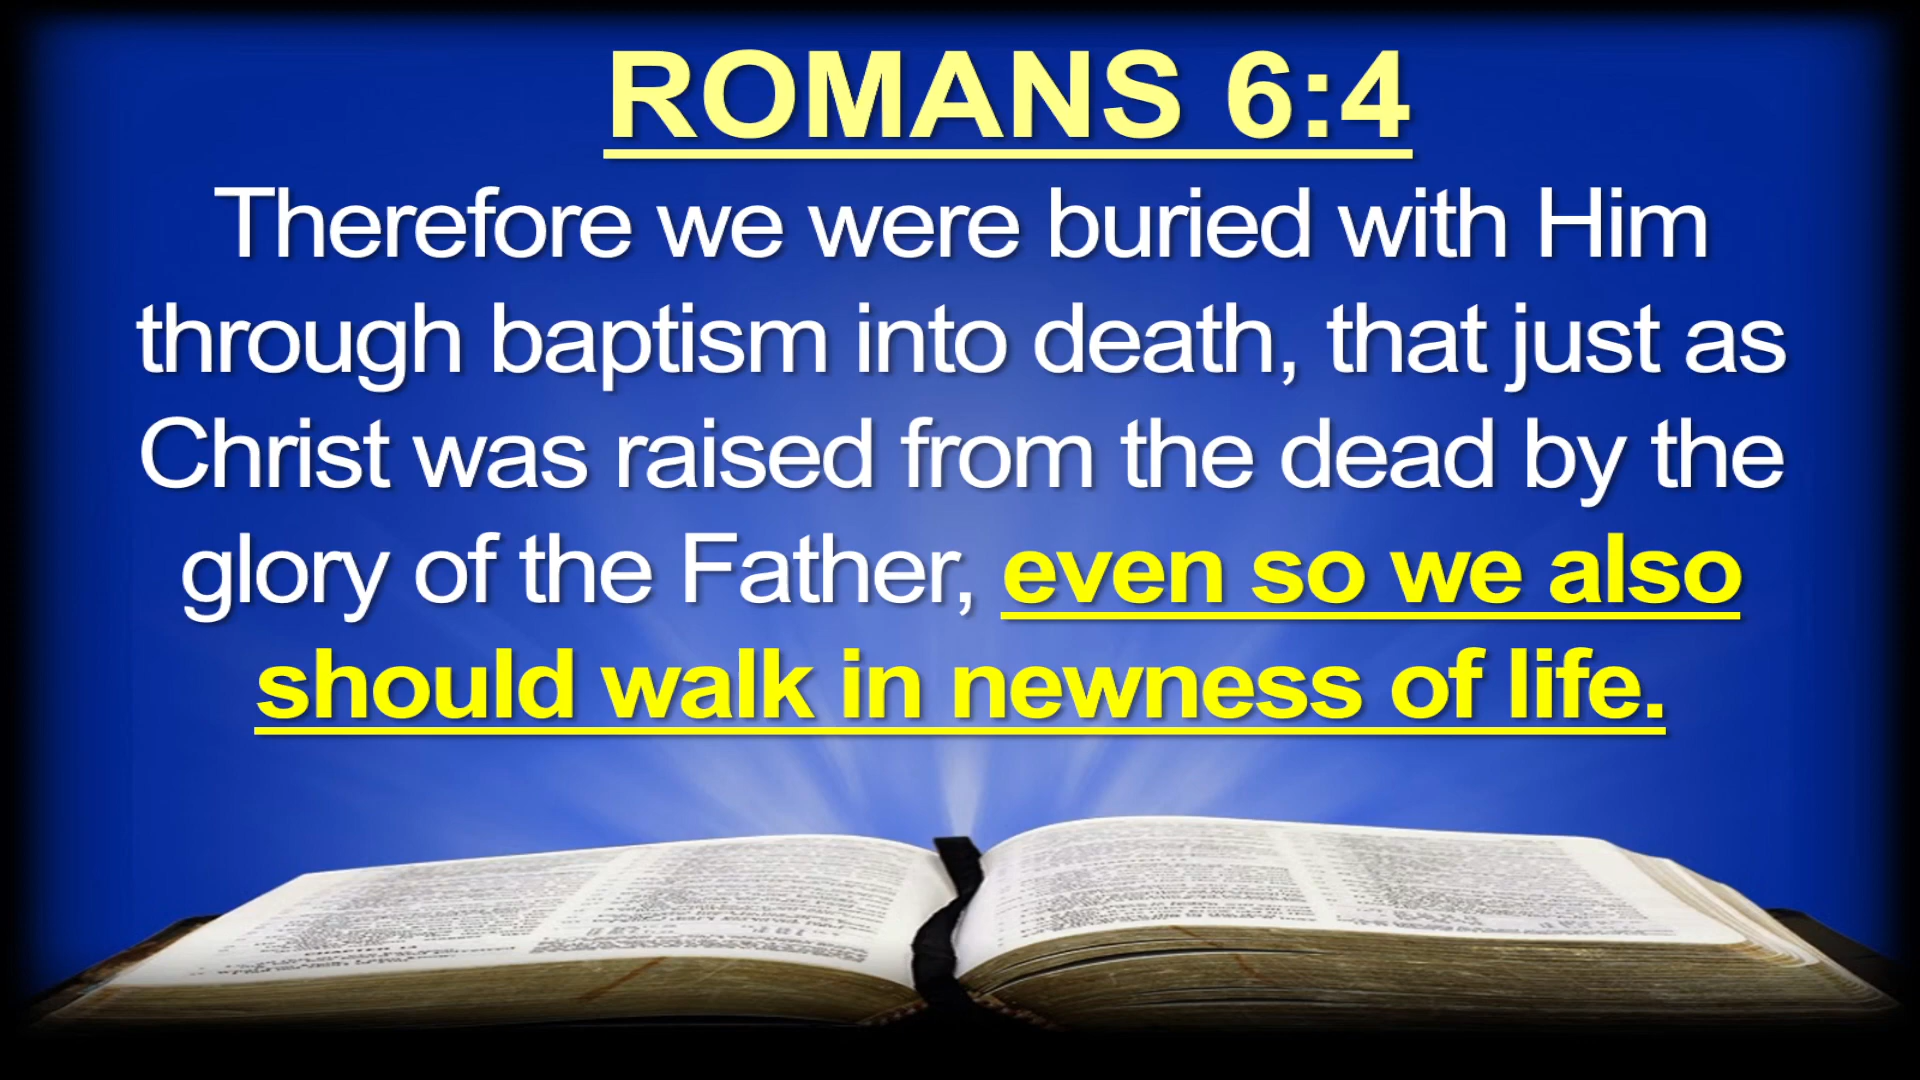 ROMANS 6:4
Therefore we were buried with Him
through baptism into death, that just as
Christ was raised from the dead by the
glory of the Father, even so we also
should walk in newness of life.